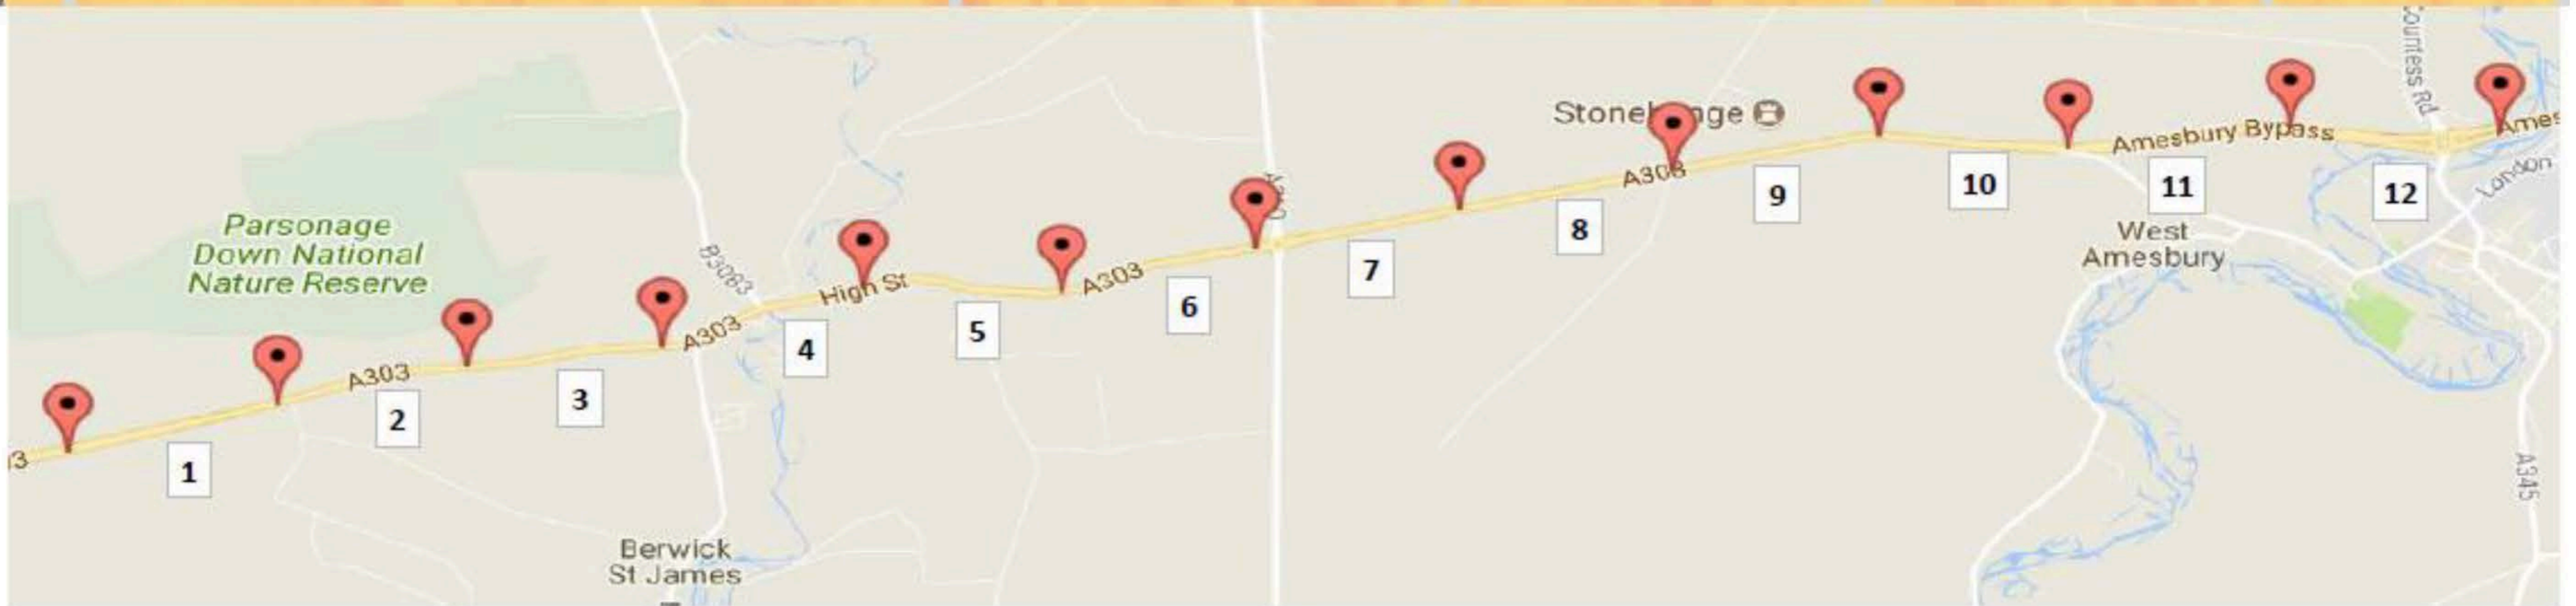 Countess Rd
Stonehenge
Amesbury Bypass
Ames
London
A303
9
10
11
12
8
Parsonage
Down National
Nature Reserve
B3083
High St
A303
West
Amesbury
7
6
5
4
A303
3
A303
2
1
A345
Berwick
St James